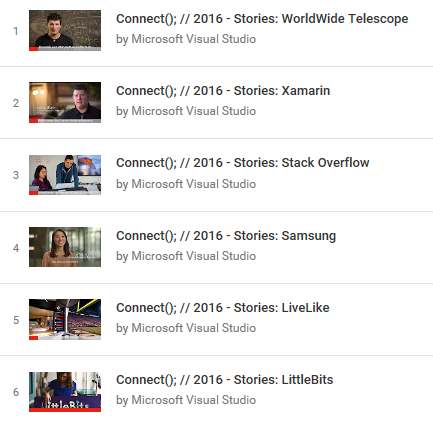 1
Connect(); // 2016 - Stories: WorldWide Telescope
by Microsoft Visual Studio
2
Connect(); // 2016 - Stories: Xamarin
by Microsoft Visual Studio
3
Connect(); // 2016 - Stories: Stack Overflow
by Microsoft Visual Studio
4
Connect(); // 2016 - Stories: Samsung
by Microsoft Visual Studio
5
Connect(); // 2016 - Stories: LiveLike
by Microsoft Visual Studio
6
Connect(); // 2016 - Stories: LittleBits
by Microsoft Visual Studio
littleBits